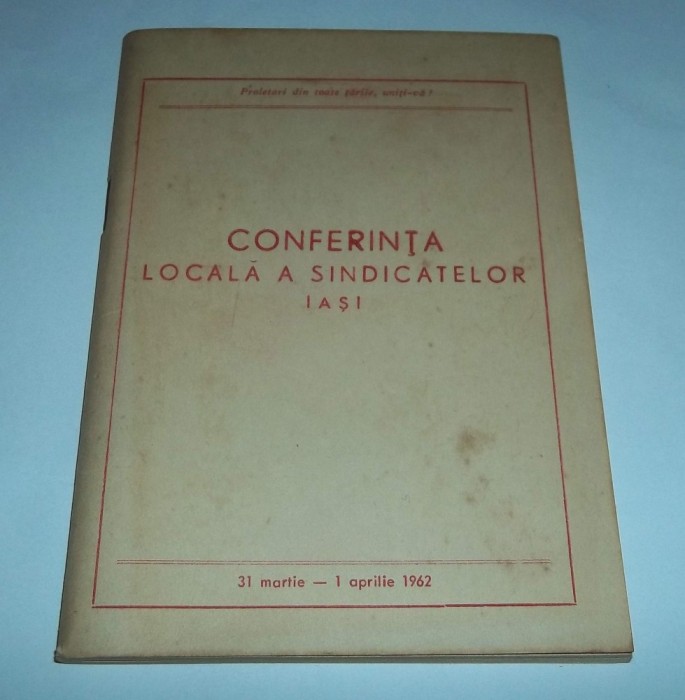 Proletari din toate țările, uniți-vă!
CONFERINȚA
LOCALĂ A SINDICATELOR
IAȘI
31 martie — 1 aprilie 1962